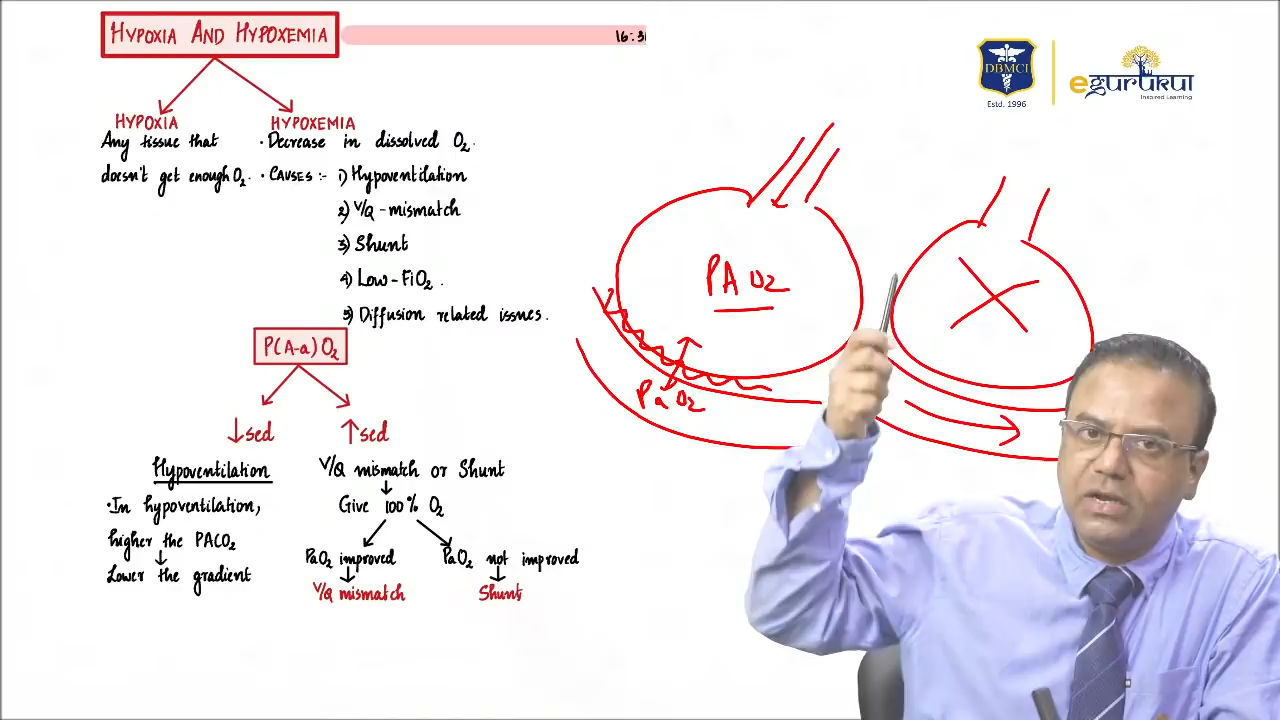 HYPOXIA AND HYPOXEMIA
HYPOXIA
Any tissue that
doesn't get enough O₂.
HYPOXEMIA
· Decrease in dissolved O₂.
· CAUSES :- 1) Hypoventilation
2) V/Q - mismatch
3) Shunt
4) Low-FiO₂.
5) Diffusion related issues.
P(A-a)O₂
↓sed
Hypoventilation
· In hypoventilation,
higher the PACO₂
↓
Lower the gradient
↑sed
V/Q mismatch or Shunt
↓
Give 100% O₂
PaO₂ improved
↓
V/Q mismatch
PaO₂ not improved
↓
Shunt
PAO₂
PaO₂
DBMCI
Estd. 1996
egurukul
Inspired Learning